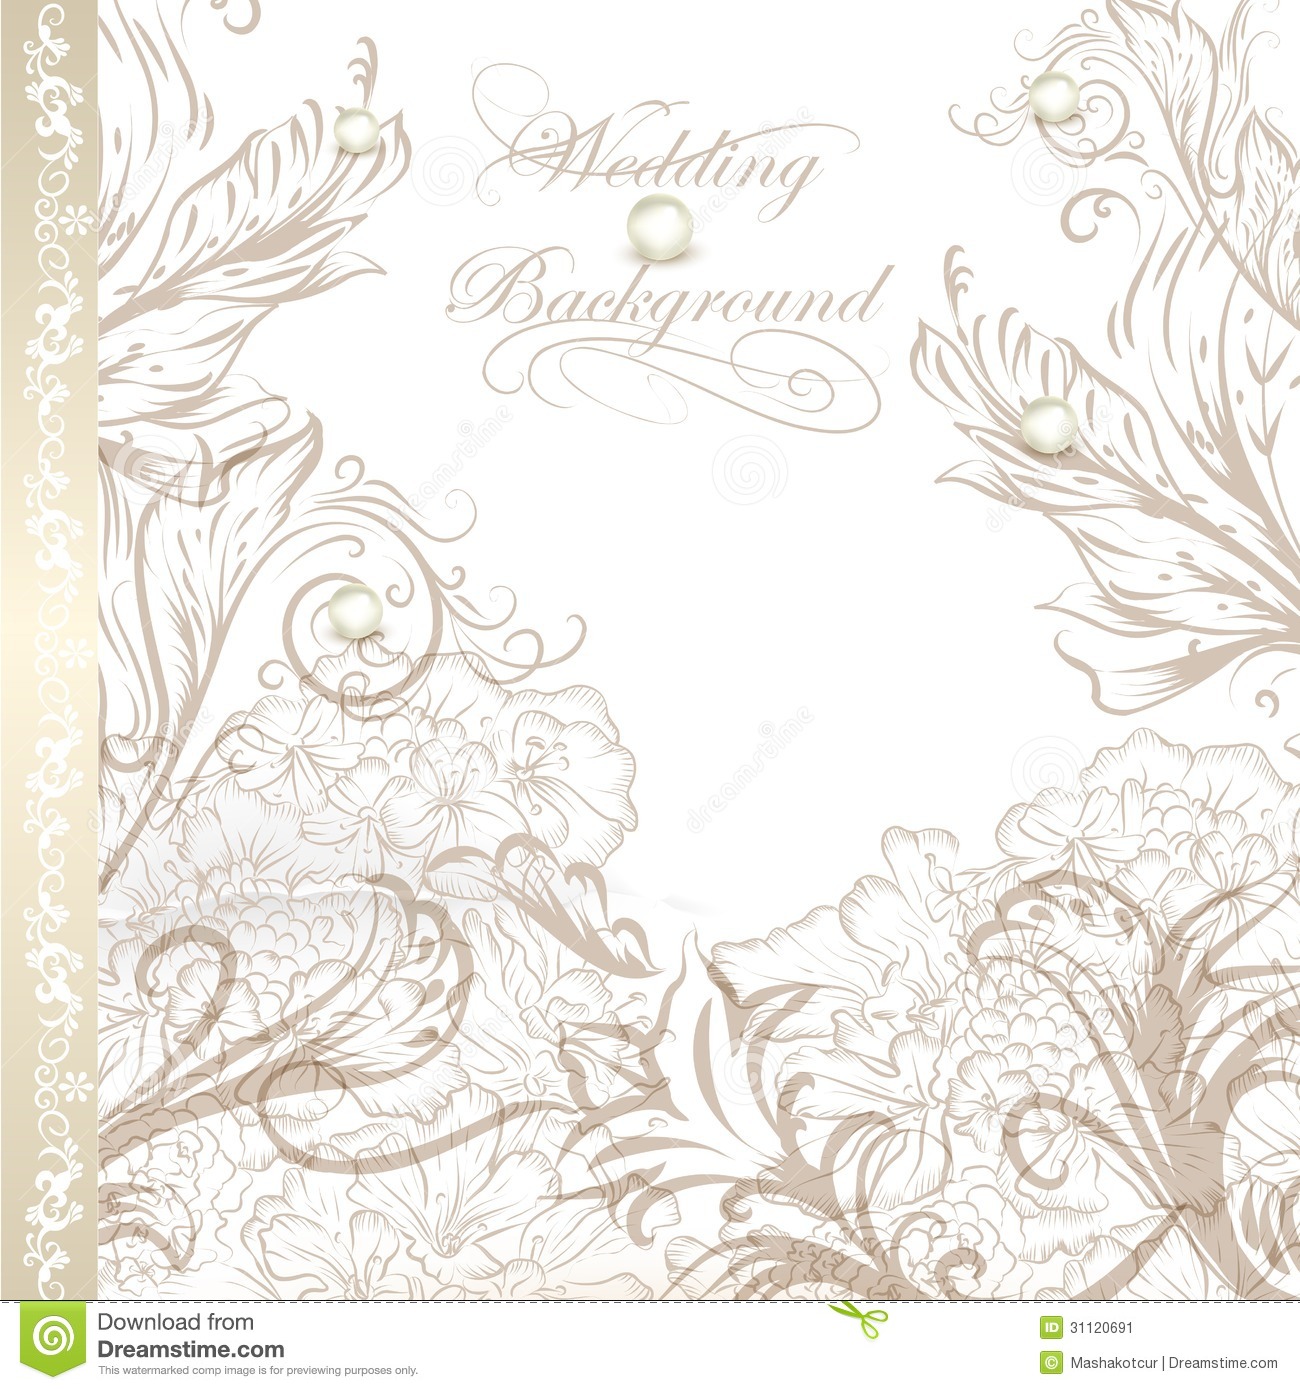 Wedding
Background
Download from
Dreamstime.com
This watermarked comp image is for previewing purposes only.
ID 31120691
© Mashakotcur | Dreamstime.com